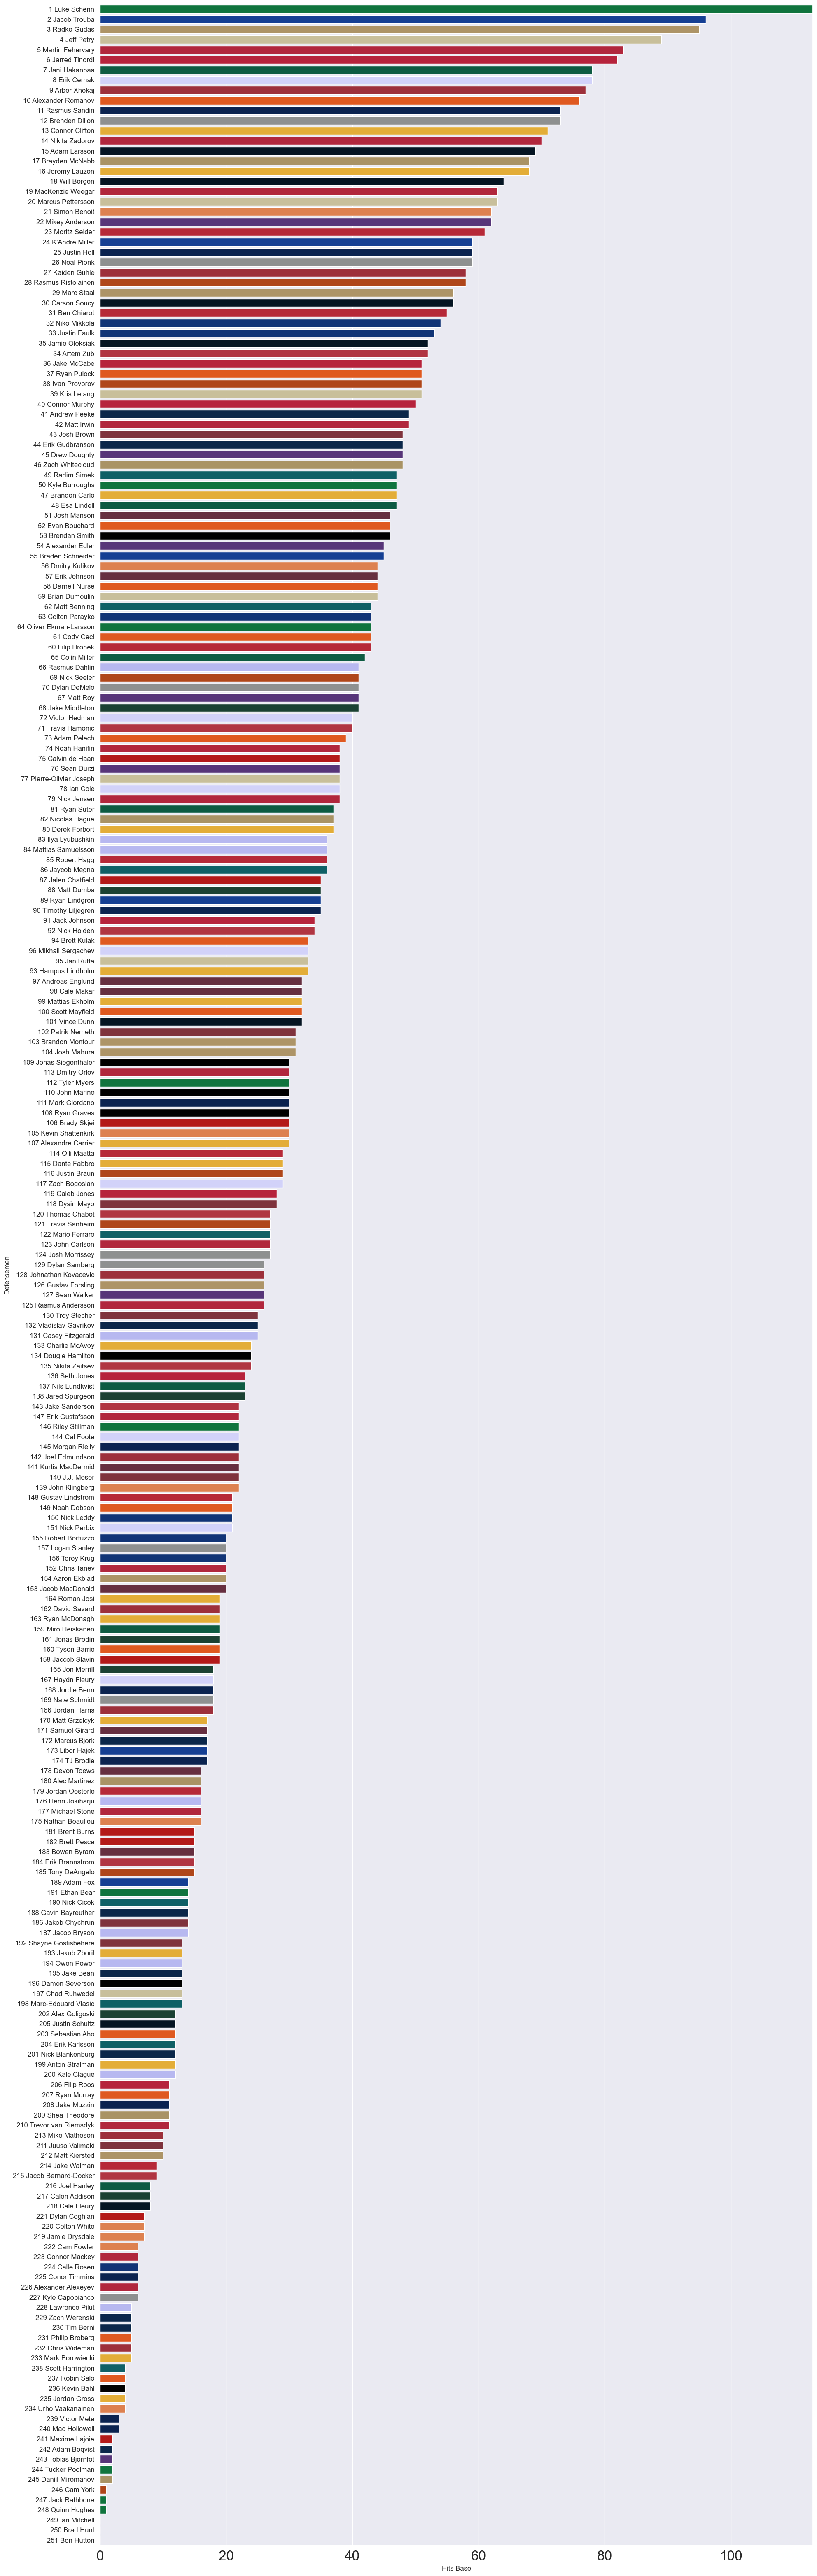 1 Luke Schenn
2 Jacob Trouba
3 Radko Gudas
4 Jeff Petry
5 Martin Fehervary
6 Jarred Tinordi
7 Jani Hakanpaa
8 Erik Cernak
9 Arber Xhekaj
10 Alexander Romanov
11 Rasmus Sandin
12 Brenden Dillon
13 Connor Clifton
14 Nikita Zadorov
15 Adam Larsson
17 Brayden McNabb
16 Jeremy Lauzon
18 Will Borgen
19 MacKenzie Weegar
20 Marcus Pettersson
21 Simon Benoit
22 Mikey Anderson
23 Moritz Seider
24 K'Andre Miller
25 Justin Holl
26 Neal Pionk
27 Kaiden Guhle
28 Rasmus Ristolainen
29 Marc Staal
30 Carson Soucy
31 Ben Chiarot
32 Niko Mikkola
33 Justin Faulk
35 Jamie Oleksiak
34 Artem Zub
36 Jake McCabe
37 Ryan Pulock
38 Ivan Provorov
39 Kris Letang
40 Connor Murphy
41 Andrew Peeke
42 Matt Irwin
43 Josh Brown
44 Erik Gudbranson
45 Drew Doughty
46 Zach Whitecloud
49 Radim Simek
50 Kyle Burroughs
47 Brandon Carlo
48 Esa Lindell
51 Josh Manson
52 Evan Bouchard
53 Brendan Smith
54 Alexander Edler
55 Braden Schneider
56 Dmitry Kulikov
57 Erik Johnson
58 Darnell Nurse
59 Brian Dumoulin
62 Matt Benning
63 Colton Parayko
64 Oliver Ekman-Larsson
61 Cody Ceci
60 Filip Hronek
65 Colin Miller
66 Rasmus Dahlin
69 Nick Seeler
70 Dylan DeMelo
67 Matt Roy
68 Jake Middleton
72 Victor Hedman
71 Travis Hamonic
73 Adam Pelech
74 Noah Hanifin
75 Calvin de Haan
76 Sean Durzi
77 Pierre-Olivier Joseph
78 Ian Cole
79 Nick Jensen
81 Ryan Suter
82 Nicolas Hague
80 Derek Forbort
83 Ilya Lyubushkin
84 Mattias Samuelsson
85 Robert Hagg
86 Jaycob Megna
87 Jalen Chatfield
88 Matt Dumba
89 Ryan Lindgren
90 Timothy Liljegren
91 Jack Johnson
92 Nick Holden
94 Brett Kulak
96 Mikhail Sergachev
95 Jan Rutta
93 Hampus Lindholm
97 Andreas Englund
98 Cale Makar
99 Mattias Ekholm
100 Scott Mayfield
101 Vince Dunn
102 Patrik Nemeth
103 Brandon Montour
104 Josh Mahura
109 Jonas Siegenthaler
113 Dmitry Orlov
112 Tyler Myers
110 John Marino
111 Mark Giordano
108 Ryan Graves
106 Brady Skjei
105 Kevin Shattenkirk
107 Alexandre Carrier
114 Olli Maatta
115 Dante Fabbro
116 Justin Braun
117 Zach Bogosian
119 Caleb Jones
118 Dysin Mayo
120 Thomas Chabot
121 Travis Sanheim
122 Mario Ferraro
123 John Carlson
124 Josh Morrissey
129 Dylan Samberg
128 Johnathan Kovacevic
126 Gustav Forsling
127 Sean Walker
125 Rasmus Andersson
130 Troy Stecher
132 Vladislav Gavrikov
131 Casey Fitzgerald
133 Charlie McAvoy
134 Dougie Hamilton
135 Nikita Zaitsev
136 Seth Jones
137 Nils Lundkvist
138 Jared Spurgeon
143 Jake Sanderson
147 Erik Gustafsson
146 Riley Stillman
144 Cal Foote
145 Morgan Rielly
142 Joel Edmundson
141 Kurtis MacDermid
140 J.J. Moser
139 John Klingberg
148 Gustav Lindstrom
149 Noah Dobson
150 Nick Leddy
151 Nick Perbix
155 Robert Bortuzzo
157 Logan Stanley
156 Torey Krug
152 Chris Tanev
154 Aaron Ekblad
153 Jacob MacDonald
164 Roman Josi
162 David Savard
163 Ryan McDonagh
159 Miro Heiskanen
161 Jonas Brodin
160 Tyson Barrie
158 Jaccob Slavin
165 Jon Merrill
167 Haydn Fleury
168 Jordie Benn
169 Nate Schmidt
166 Jordan Harris
170 Matt Grzelcyk
171 Samuel Girard
172 Marcus Bjork
173 Libor Hajek
174 TJ Brodie
178 Devon Toews
180 Alec Martinez
179 Jordan Oesterle
176 Henri Jokiharju
177 Michael Stone
175 Nathan Beaulieu
181 Brent Burns
182 Brett Pesce
183 Bowen Byram
184 Erik Brannstrom
185 Tony DeAngelo
189 Adam Fox
191 Ethan Bear
190 Nick Cicek
188 Gavin Bayreuther
186 Jakob Chychrun
187 Jacob Bryson
192 Shayne Gostisbehere
193 Jakub Zboril
194 Owen Power
195 Jake Bean
196 Damon Severson
197 Chad Ruhwedel
198 Marc-Edouard Vlasic
202 Alex Goligoski
205 Justin Schultz
203 Sebastian Aho
204 Erik Karlsson
201 Nick Blankenburg
199 Anton Stralman
200 Kale Clague
206 Filip Roos
207 Ryan Murray
208 Jake Muzzin
209 Shea Theodore
210 Trevor van Riemsdyk
213 Mike Matheson
211 Juuso Valimaki
212 Matt Kiersted
214 Jake Walman
215 Jacob Bernard-Docker
216 Joel Hanley
217 Calen Addison
218 Cale Fleury
221 Dylan Coghlan
220 Colton White
219 Jamie Drysdale
222 Cam Fowler
223 Connor Mackey
224 Calle Rosen
225 Conor Timmins
226 Alexander Alexeyev
227 Kyle Capobianco
228 Lawrence Pilut
229 Zach Werenski
230 Tim Berni
231 Philip Broberg
232 Chris Wideman
233 Mark Borowiecki
238 Scott Harrington
237 Robin Salo
236 Kevin Bahl
235 Jordan Gross
234 Urho Vaakanainen
239 Victor Mete
240 Mac Hollowell
241 Maxime Lajoie
242 Adam Boqvist
243 Tobias Bjornfot
244 Tucker Poolman
245 Daniil Miromanov
246 Cam York
247 Jack Rathbone
248 Quinn Hughes
249 Ian Mitchell
250 Brad Hunt
251 Ben Hutton
Defensemen
0 20 40 60 80 100
Hits Base